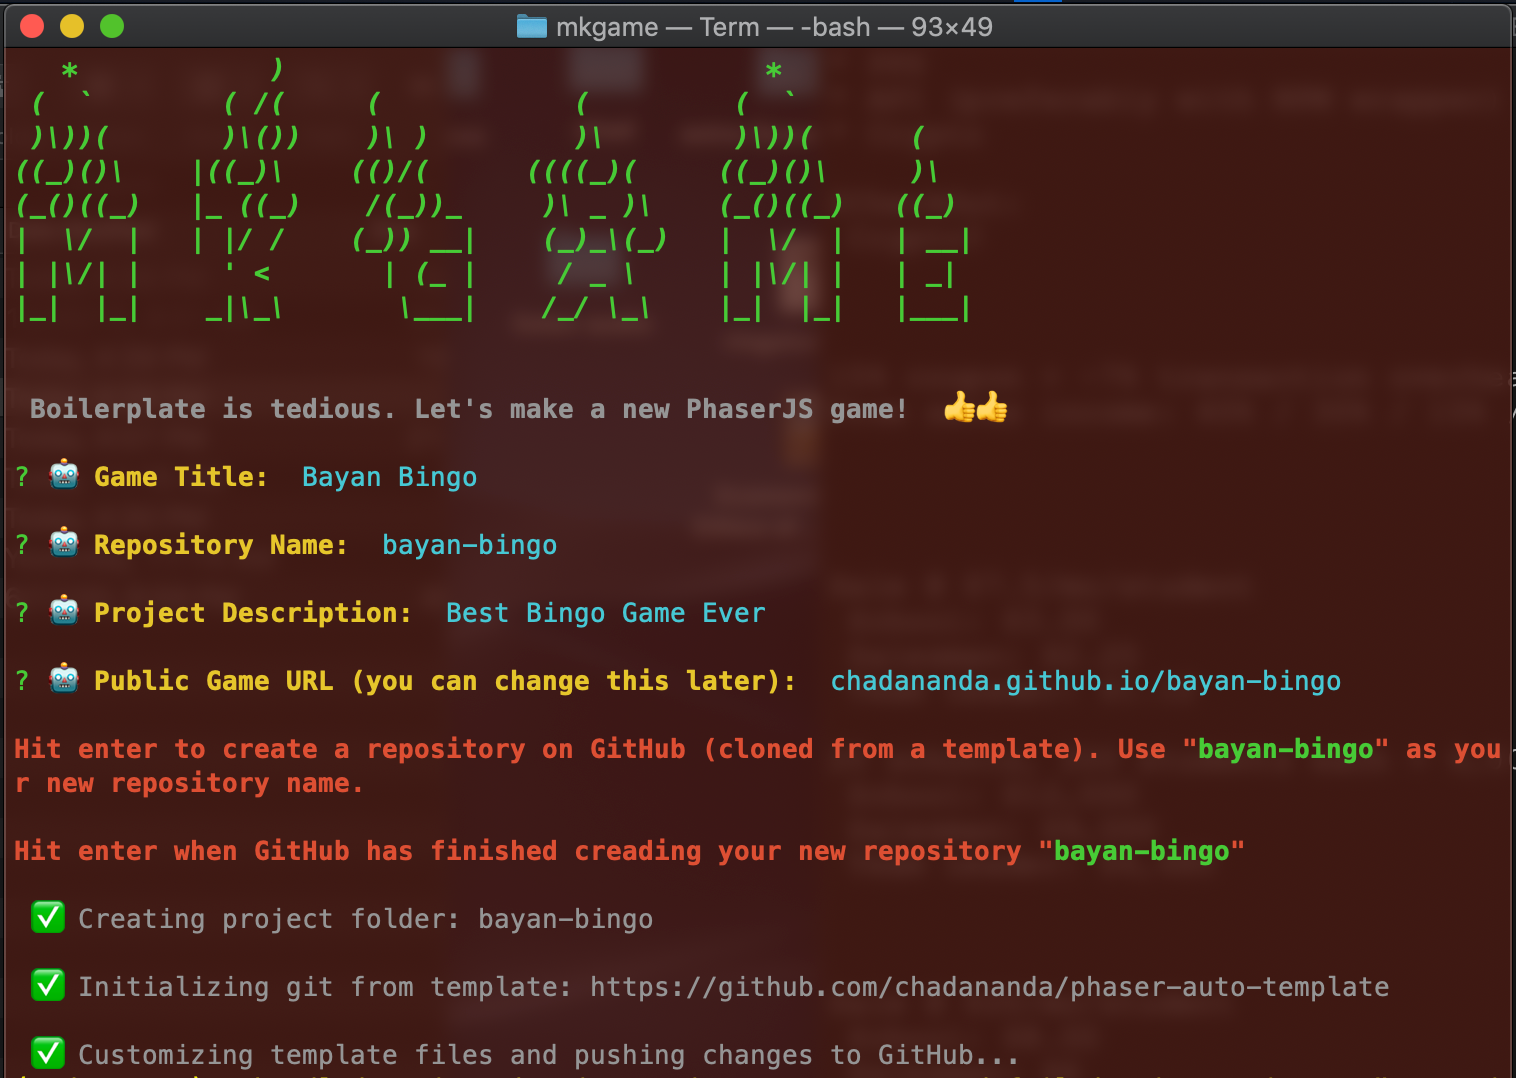 mkgame — Term — -bash — 93×49
MKGAME
Boilerplate is tedious. Let's make a new PhaserJS game! 👍👍
? 🤖 Game Title: Bayan Bingo
? 🤖 Repository Name: bayan-bingo
? 🤖 Project Description: Best Bingo Game Ever
? 🤖 Public Game URL (you can change this later): chadananda.github.io/bayan-bingo
Hit enter to create a repository on GitHub (cloned from a template). Use "bayan-bingo" as you
r new repository name.
Hit enter when GitHub has finished creading your new repository "bayan-bingo"
✅ Creating project folder: bayan-bingo
✅ Initializing git from template: https://github.com/chadananda/phaser-auto-template
✅ Customizing template files and pushing changes to GitHub...